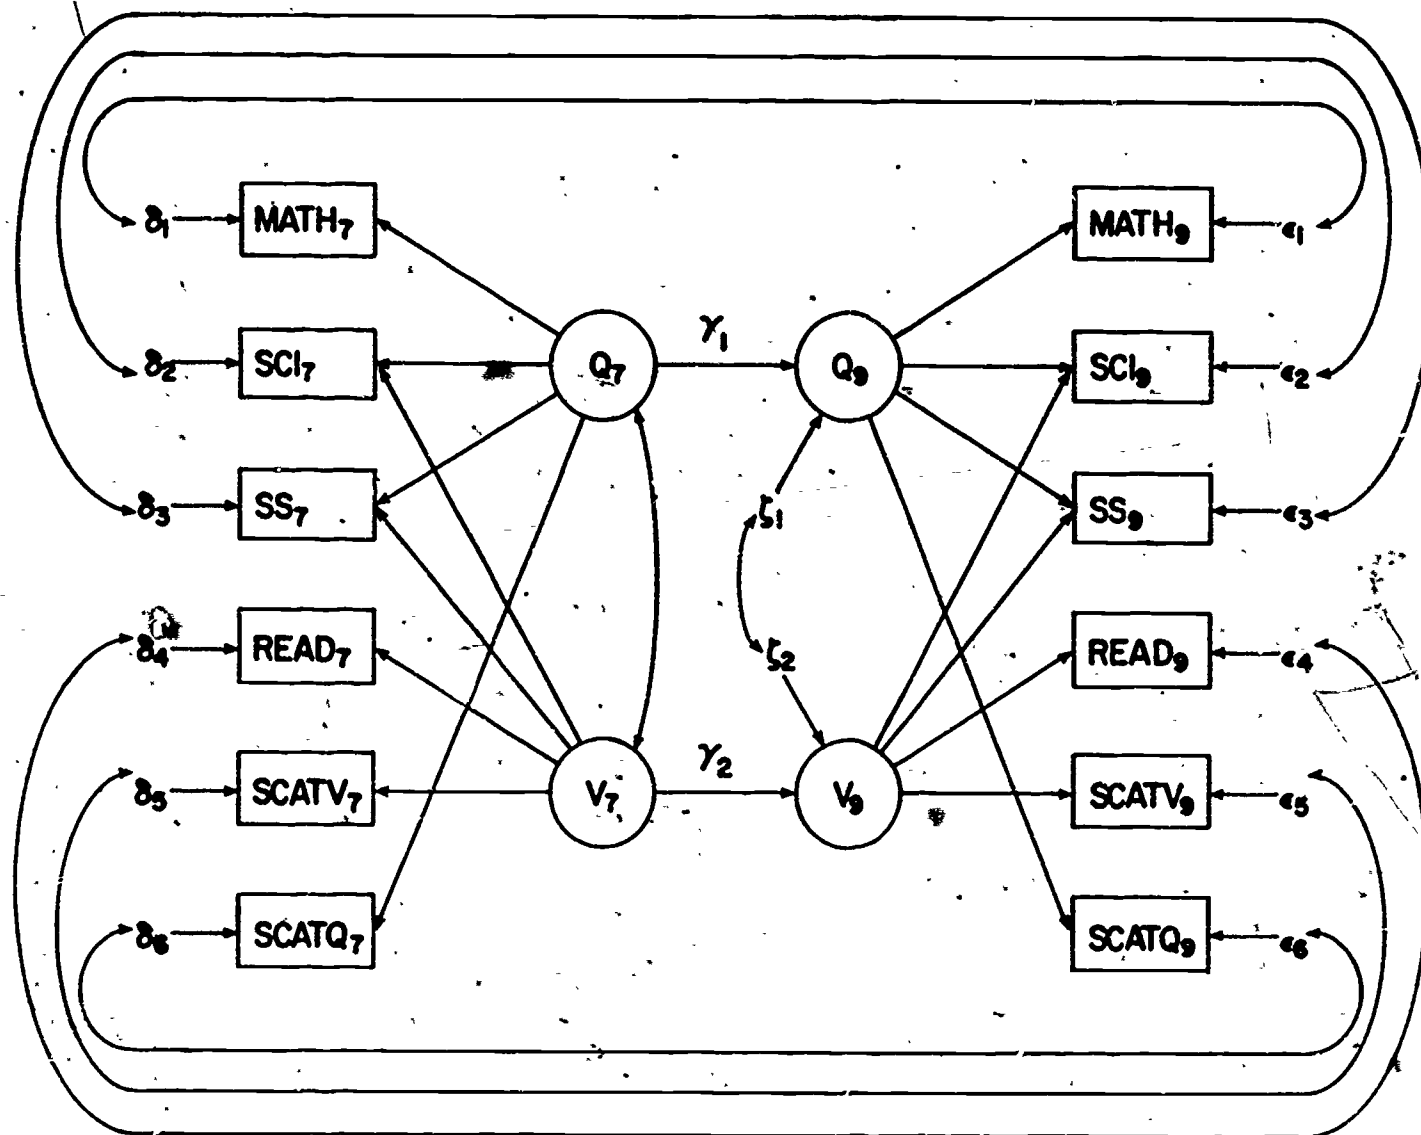 δ₁ MATH₇ MATH₉ ε₁
γ₁
δ₂ SCI₇ Q₇ Q₉ SCI₉ ε₂
δ₃ SS₇ ζ₁ SS₉ ε₃
δ₄ READ₇ ζ₂ READ₉ ε₄
γ₂
δ₅ SCATV₇ V₇ V₉ SCATV₉ ε₅
δ₆ SCATQ₇ SCATQ₉ ε₆